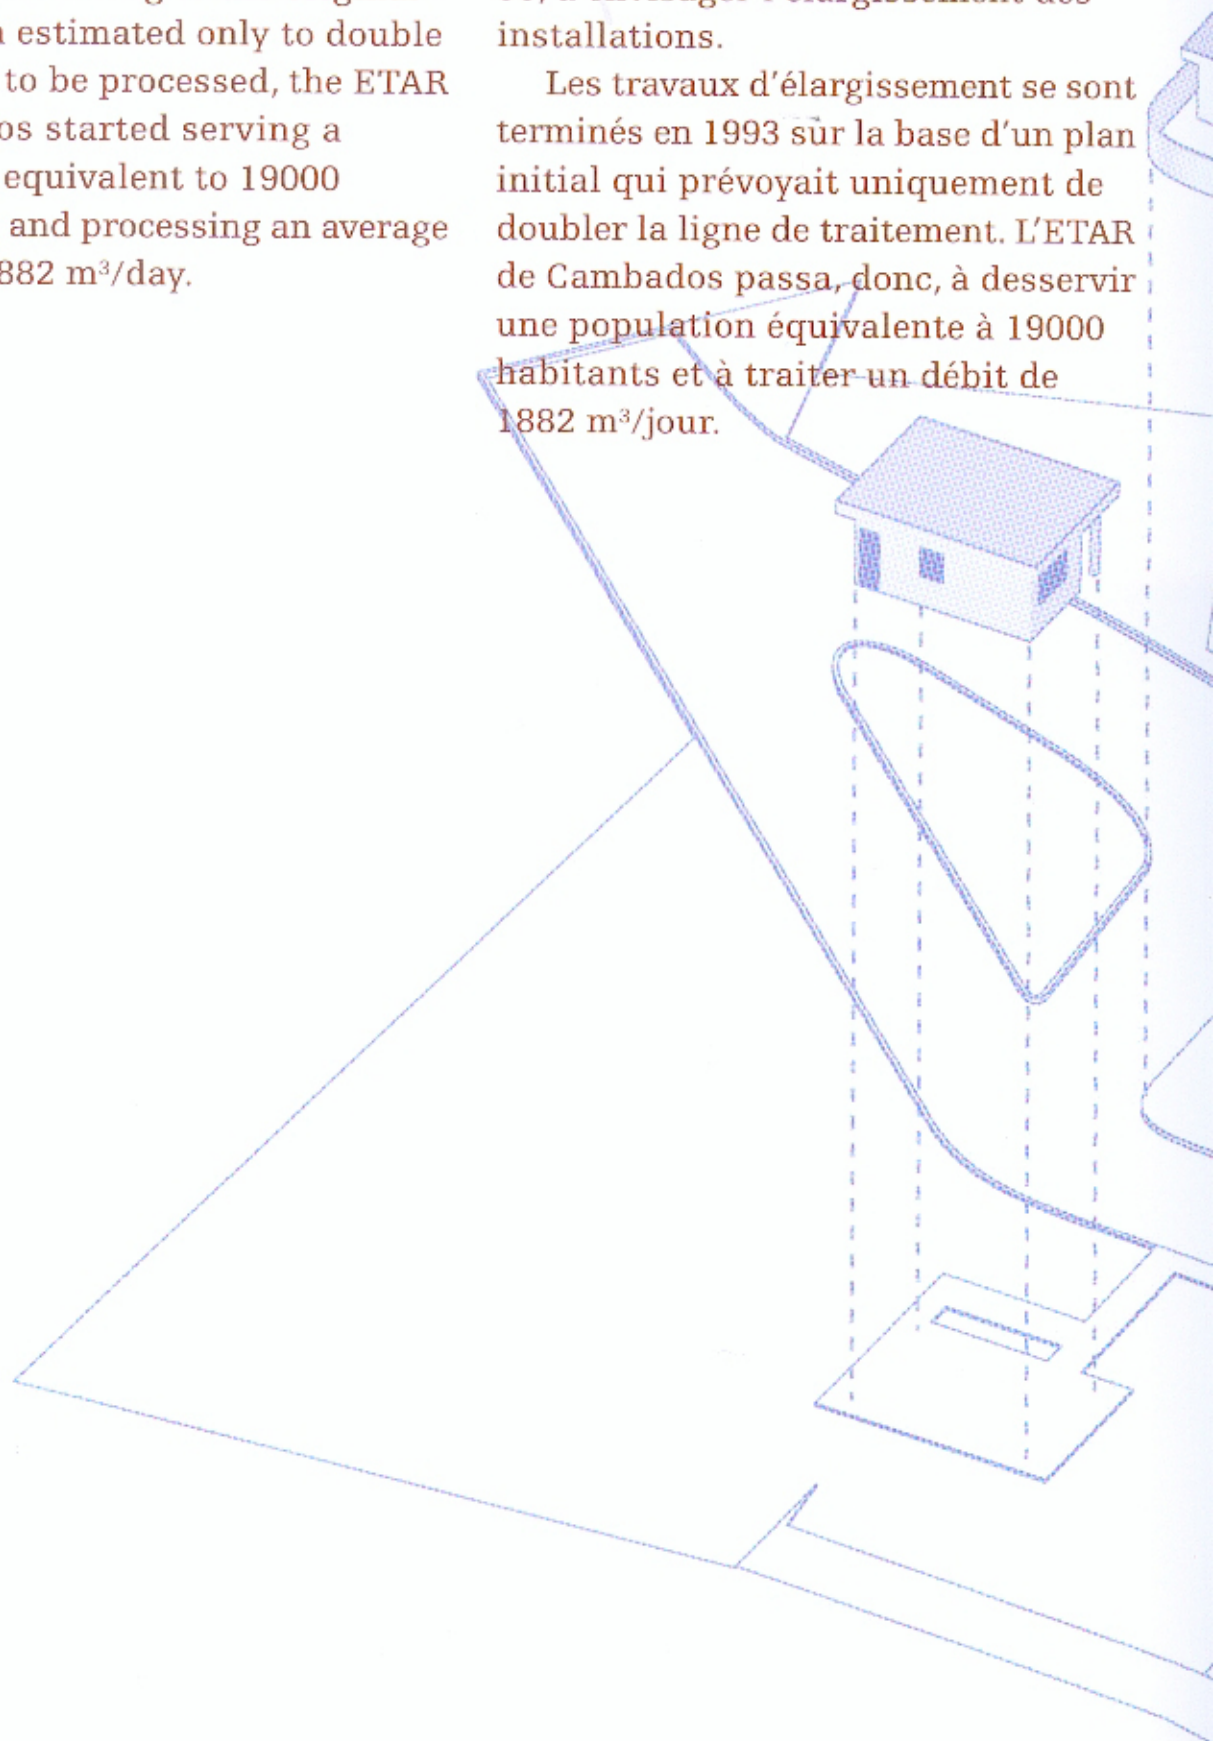 estimated only to double
to be processed, the ETAR
os started serving a
equivalent to 19000
and processing an average
882 m³/day.
installations.
Les travaux d'élargissement se sont
terminés en 1993 sur la base d'un plan
initial qui prévoyait uniquement de
doubler la ligne de traitement. L'ETAR
de Cambados passa, donc, à desservir
une population équivalente à 19000
habitants et à traiter un débit de
1882 m³/jour.